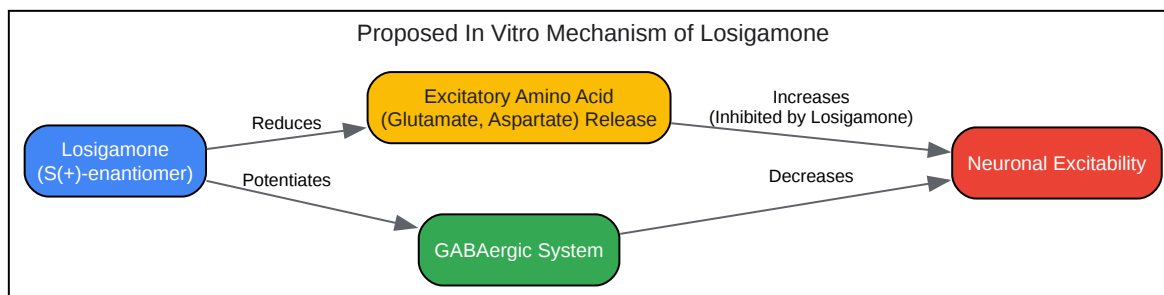 Proposed In Vitro Mechanism of Losigamone
Losigamone
(S(+)-enantiomer)
Reduces
Potentiates
Excitatory Amino Acid
(Glutamate, Aspartate) Release
GABAergic System
Increases
(Inhibited by Losigamone)
Decreases
Neuronal Excitability